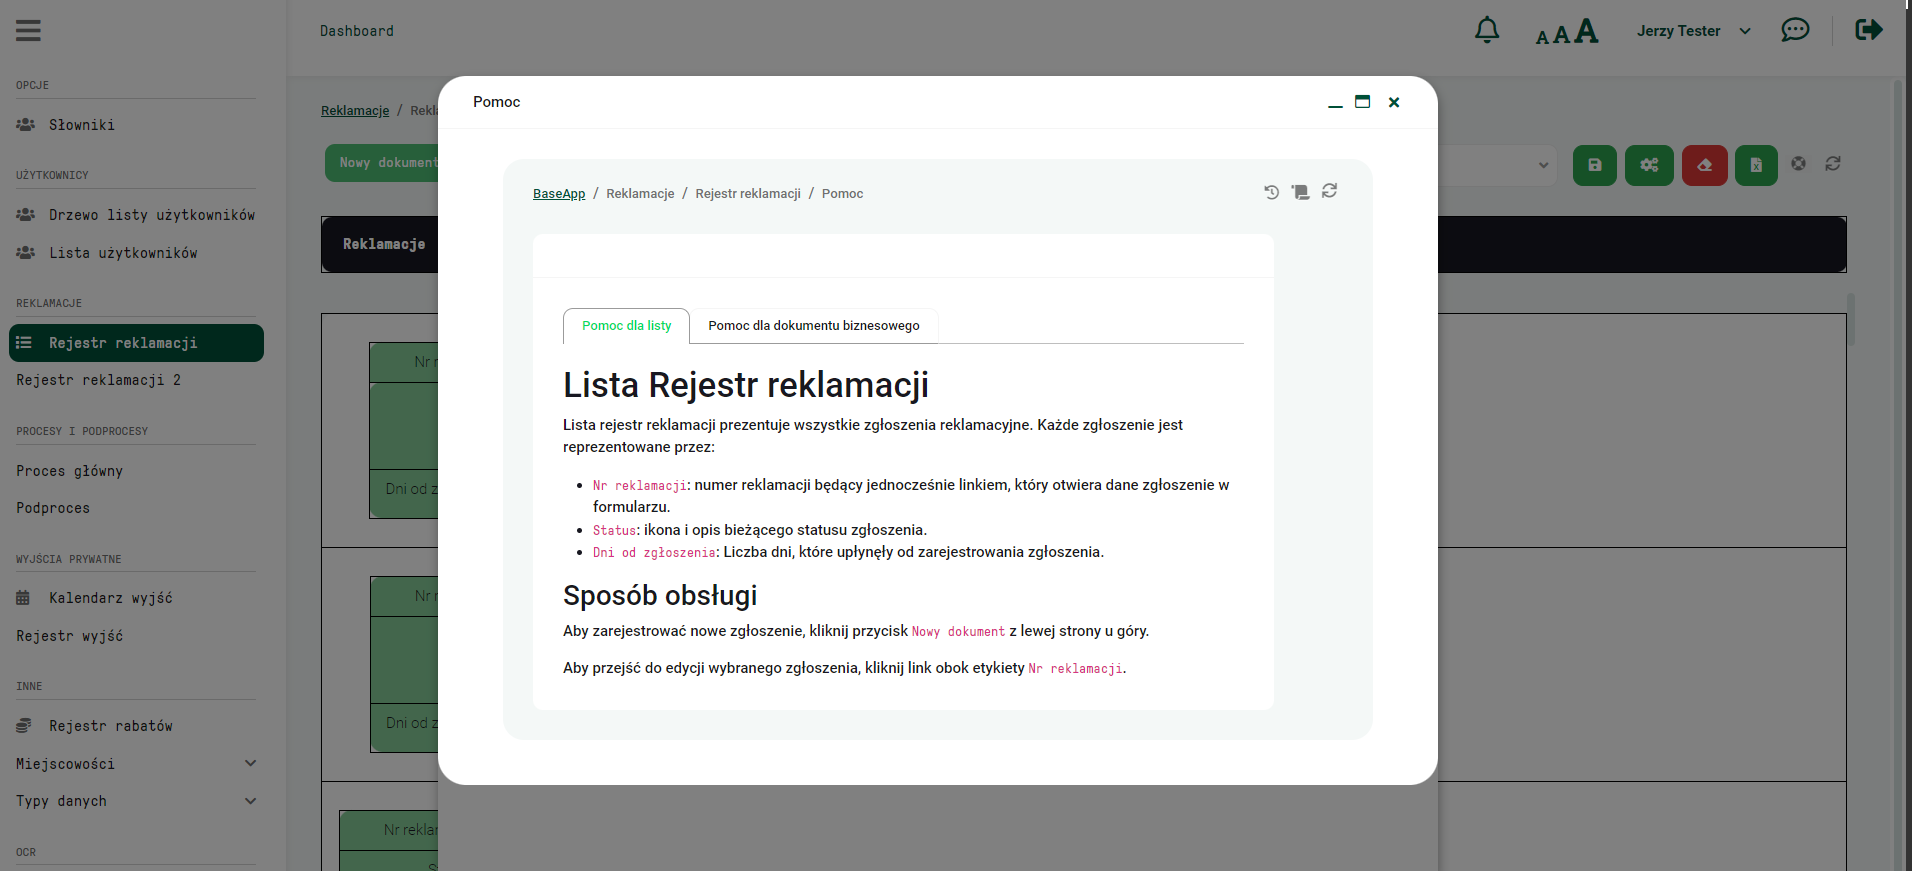 Dashboard
A A A
Jerzy Tester
OPCJE
Słowniki
UŻYTKOWNICY
Drzewo listy użytkowników
Lista użytkowników
REKLAMACJE
Rejestr reklamacji
Rejestr reklamacji 2
PROCESY I PODPROCESY
Proces główny
Podproces
WYJŚCIA PRYWATNE
Kalendarz wyjść
Rejestr wyjść
INNE
Rejestr rabatów
Miejscowości
Typy danych
OCR
Reklamacje / Rekl
Nowy dokument
Reklamacje
Nr r
Dni od z
Nr r
Dni od z
Nr reklar
Pomoc
BaseApp / Reklamacje / Rejestr reklamacji / Pomoc
Pomoc dla listy
Pomoc dla dokumentu biznesowego
Lista Rejestr reklamacji
Lista rejestr reklamacji prezentuje wszystkie zgłoszenia reklamacyjne. Każde zgłoszenie jest
reprezentowane przez:
• Nr reklamacji: numer reklamacji będący jednocześnie linkiem, który otwiera dane zgłoszenie w
formularzu.
• Status: ikona i opis bieżącego statusu zgłoszenia.
• Dni od zgłoszenia: Liczba dni, które upłynęły od zarejestrowania zgłoszenia.
Sposób obsługi
Aby zarejestrować nowe zgłoszenie, kliknij przycisk Nowy dokument z lewej strony u góry.
Aby przejść do edycji wybranego zgłoszenia, kliknij link obok etykiety Nr reklamacji.